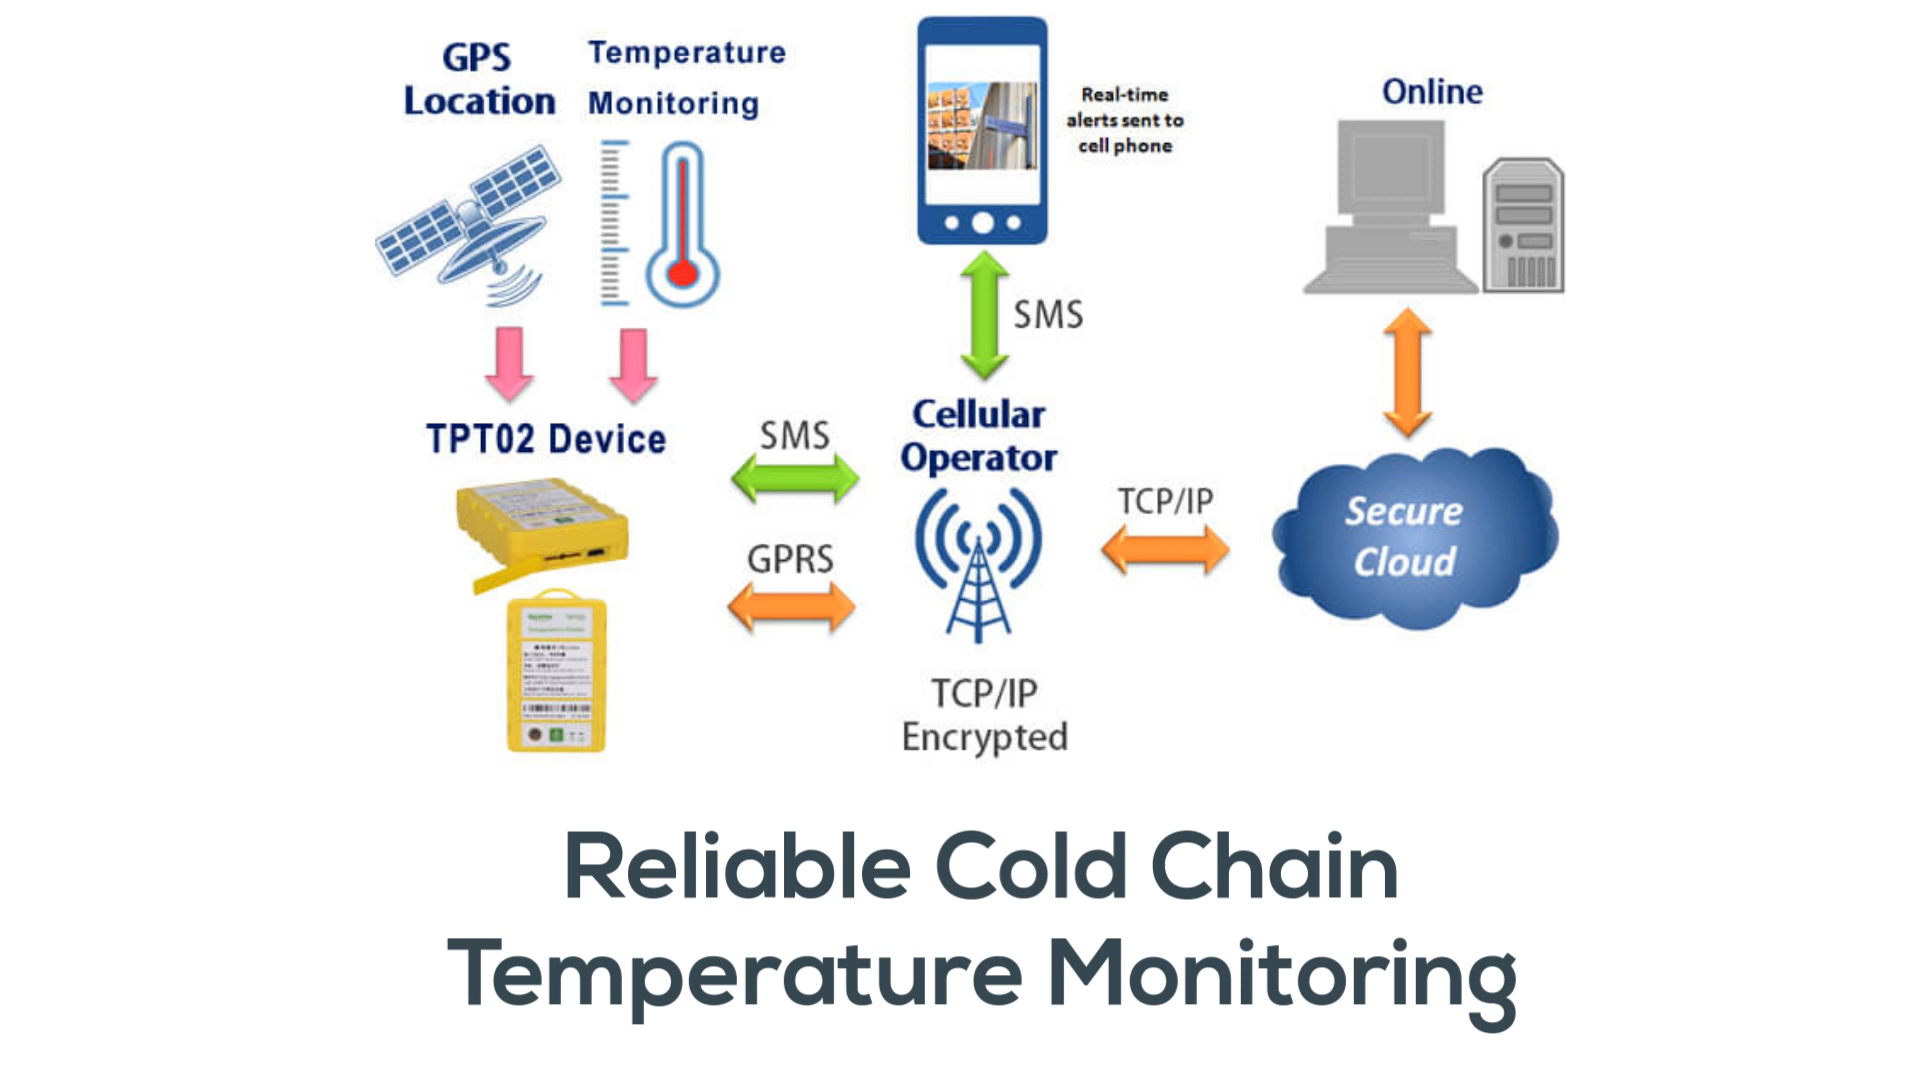 GPS
Location
Temperature
Monitoring
Real-time
alerts sent to
cell phone
Online
SMS
TPT02 Device
SMS
Cellular
Operator
GPRS
TCP/IP
Secure
Cloud
TCP/IP
Encrypted
Reliable Cold Chain
Temperature Monitoring